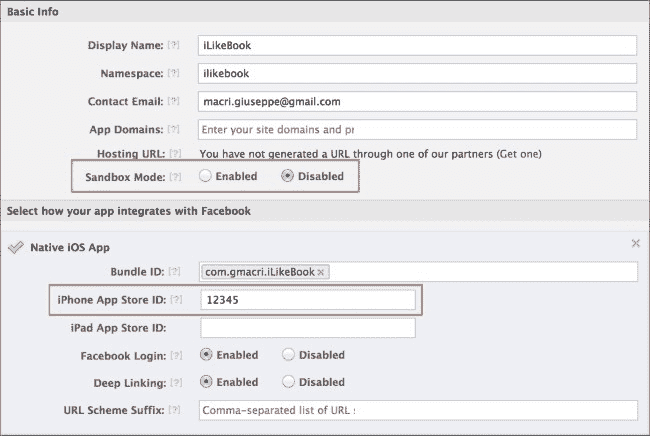 Basic Info
Display Name: [?] iLikeBook
Namespace: [?] ilikebook
Contact Email: [?] macri.giuseppe@gmail.com
App Domains: [?] Enter your site domains and pr
Hosting URL: [?] You have not generated a URL through one of our partners (Get one)
Sandbox Mode: [?] Enabled Disabled
Select how your app integrates with Facebook
Native iOS App ×
Bundle ID: [?] com.gmacri.iLikeBook ×
iPhone App Store ID: [?] 12345
iPad App Store ID:
Facebook Login: [?] Enabled Disabled
Deep Linking: [?] Enabled Disabled
URL Scheme Suffix: [?] Comma-separated list of URL :